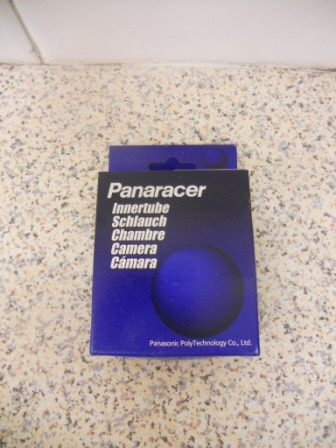 Panaracer
Innertube
Schlauch
Chambre
Camera
Cámara
Panasonic PolyTechnology Co., Ltd.